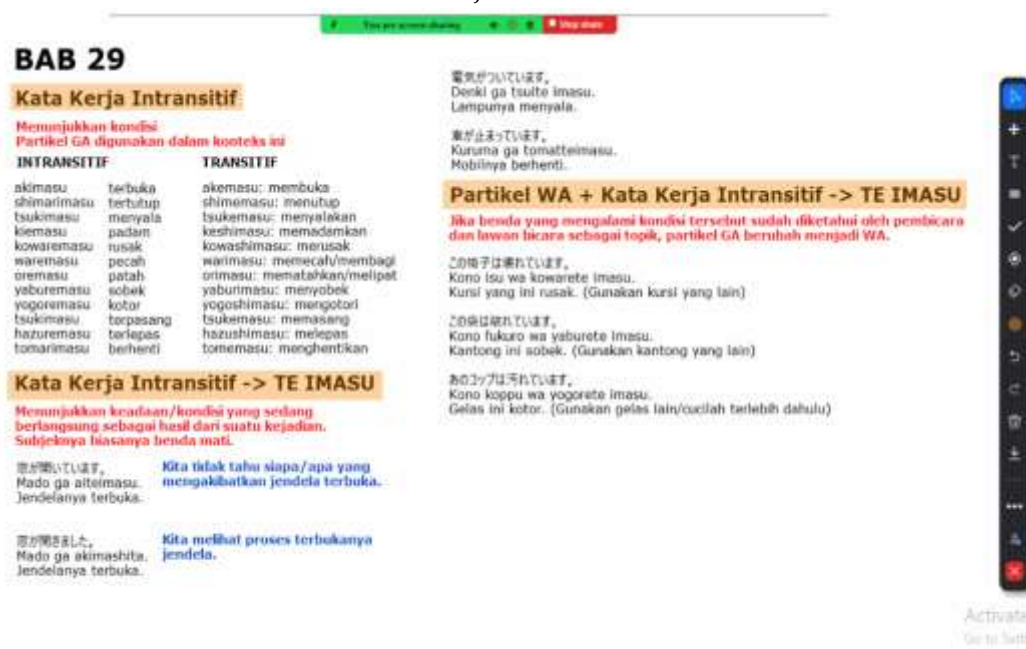 You are screen sharing
Stop share
BAB 29
Kata Kerja Intransitif
Menunjukkan kondisi
Partikel GA digunakan dalam konteks ini
INTRANSITIF TRANSITIF
akimasu terbuka akemasu: membuka
shimarimasu tertutup shimemasu: menutup
tsukimasu menyala tsukemasu: menyalakan
kiemasu padam keshimasu: memadamkan
kowaremasu rusak kowashimasu: merusak
waremasu pecah warimasu: memecah/membagi
oremasu patah orimasu: mematahkan/melipat
yaburemasu sobek yaburimasu: menyobek
yogoremasu kotor yogoshimasu: mengotori
tsukimasu terpasang tsukemasu: memasang
hazuremasu terlepas hazushimasu: melepas
tomarimasu berhenti tomemasu: menghentikan
Kata Kerja Intransitif -> TE IMASU
Menunjukkan keadaan/kondisi yang sedang
berlangsung sebagai hasil dari suatu kejadian.
Subjeknya biasanya benda mati.
窓が開いています。
Mado ga aiteimasu.
Jendelanya terbuka.
Kita tidak tahu siapa/apa yang
mengakibatkan jendela terbuka.
窓が開きました。
Mado ga akimashita.
Jendelanya terbuka.
Kita melihat proses terbukanya
jendela.
電気がついています。
Denki ga tsuite imasu.
Lampunya menyala.
車が止まっています。
Kuruma ga tomatteimasu.
Mobilnya berhenti.
Partikel WA + Kata Kerja Intransitif -> TE IMASU
Jika benda yang mengalami kondisi tersebut sudah diketahui oleh pembicara
dan lawan bicara sebagai topik, partikel GA berubah menjadi WA.
この椅子は壊れています。
Kono isu wa kowarete imasu.
Kursi yang ini rusak. (Gunakan kursi yang lain)
この袋は破れています。
Kono fukuro wa yaburete imasu.
Kantong ini sobek. (Gunakan kantong yang lain)
あのコップは汚れています。
Kono koppu wa yogorete imasu.
Gelas ini kotor. (Gunakan gelas lain/cucilah terlebih dahulu)
Activate
Go to Sett